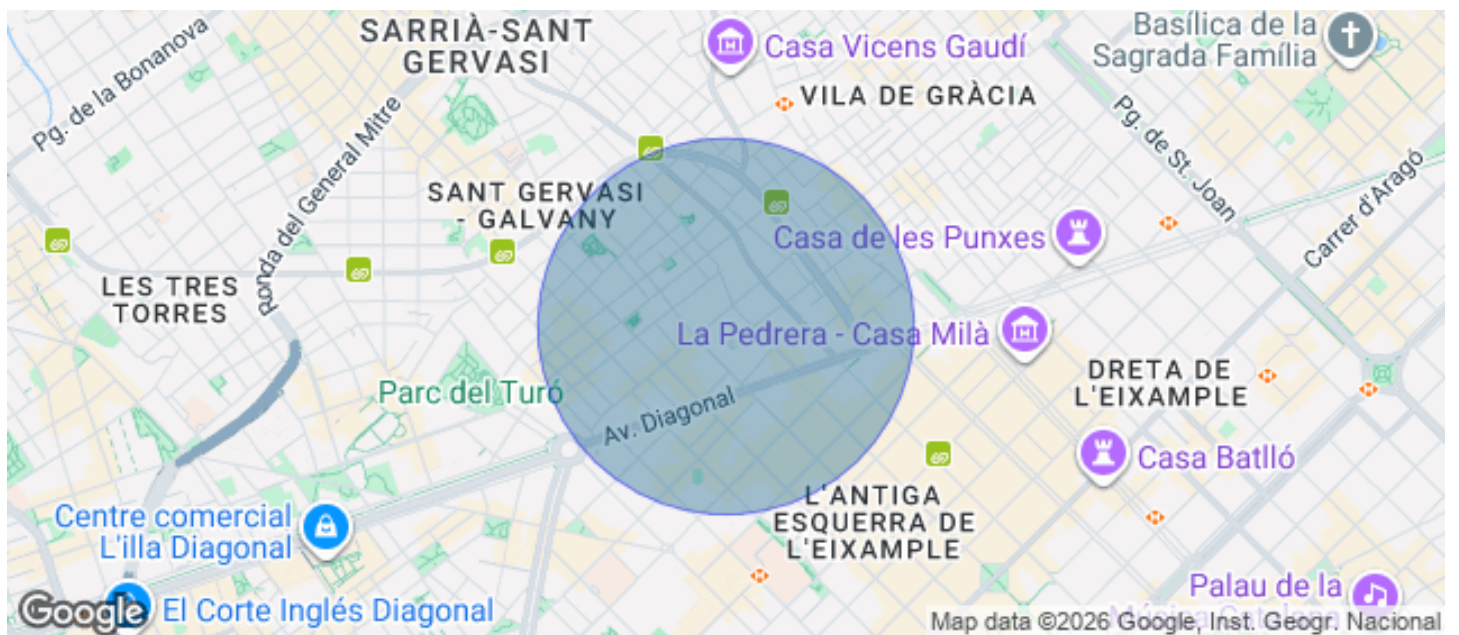 SARRIÀ-SANT
GERVASI
Casa Vicens Gaudí
Basílica de la
Sagrada Família
Pg. de la Bonanova
VILA DE GRÀCIA
Ronda del General Mitre
Pg. de St. Joan
Carrer d'Aragó
SANT GERVASI
- GALVANY
Casa de les Punxes
LES TRES
TORRES
La Pedrera - Casa Milà
Parc del Turó
Av. Diagonal
DRETA DE
L'EIXAMPLE
Casa Batlló
L'ANTIGA
ESQUERRA DE
L'EIXAMPLE
Centre comercial
L'illa Diagonal
El Corte Inglés Diagonal
Palau de la
Música Catalana
Google
Map data ©2026 Google, Inst. Geogr. Nacional